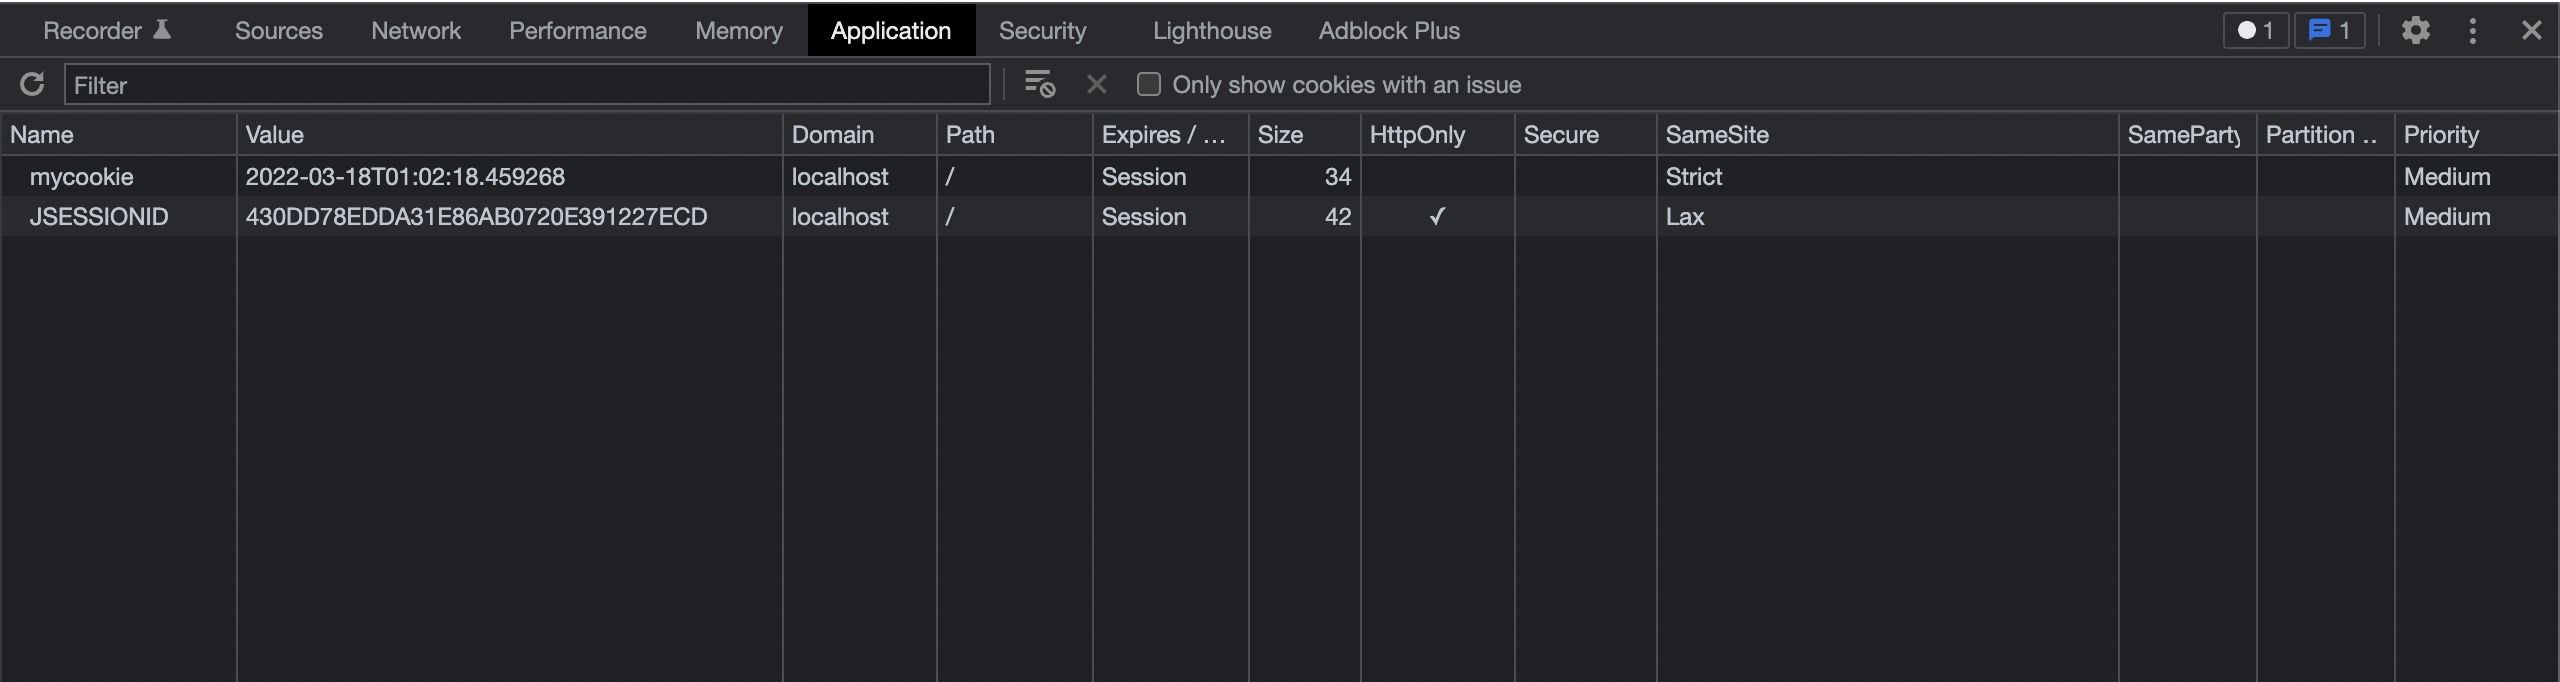 Recorder Sources Network Performance Memory Application Security Lighthouse Adblock Plus 1 1
Filter Only show cookies with an issue
Name Value Domain Path Expires / ... Size HttpOnly Secure SameSite SameParty Partition .. Priority
mycookie 2022-03-18T01:02:18.459268 localhost / Session 34 Strict Medium
JSESSIONID 430DD78EDDA31E86AB0720E391227ECD localhost / Session 42 ✓ Lax Medium